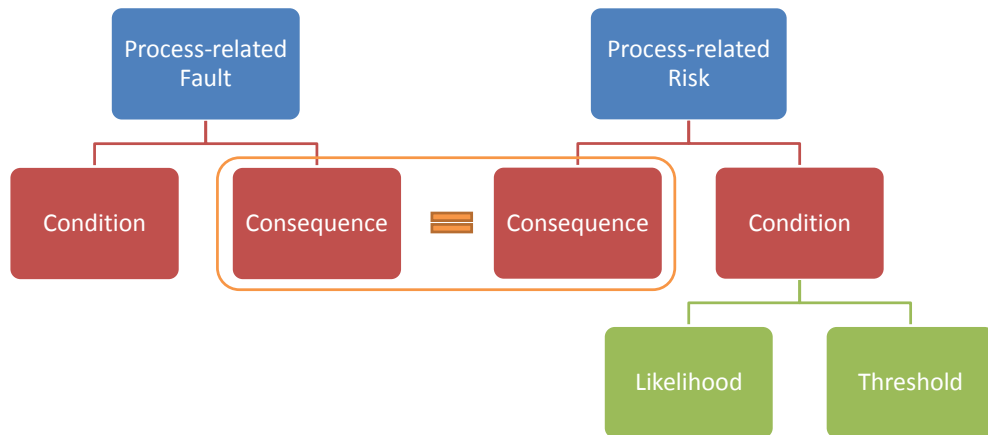 Process-related
Fault
Process-related
Risk
Condition
Consequence
Consequence
Condition
Likelihood
Threshold